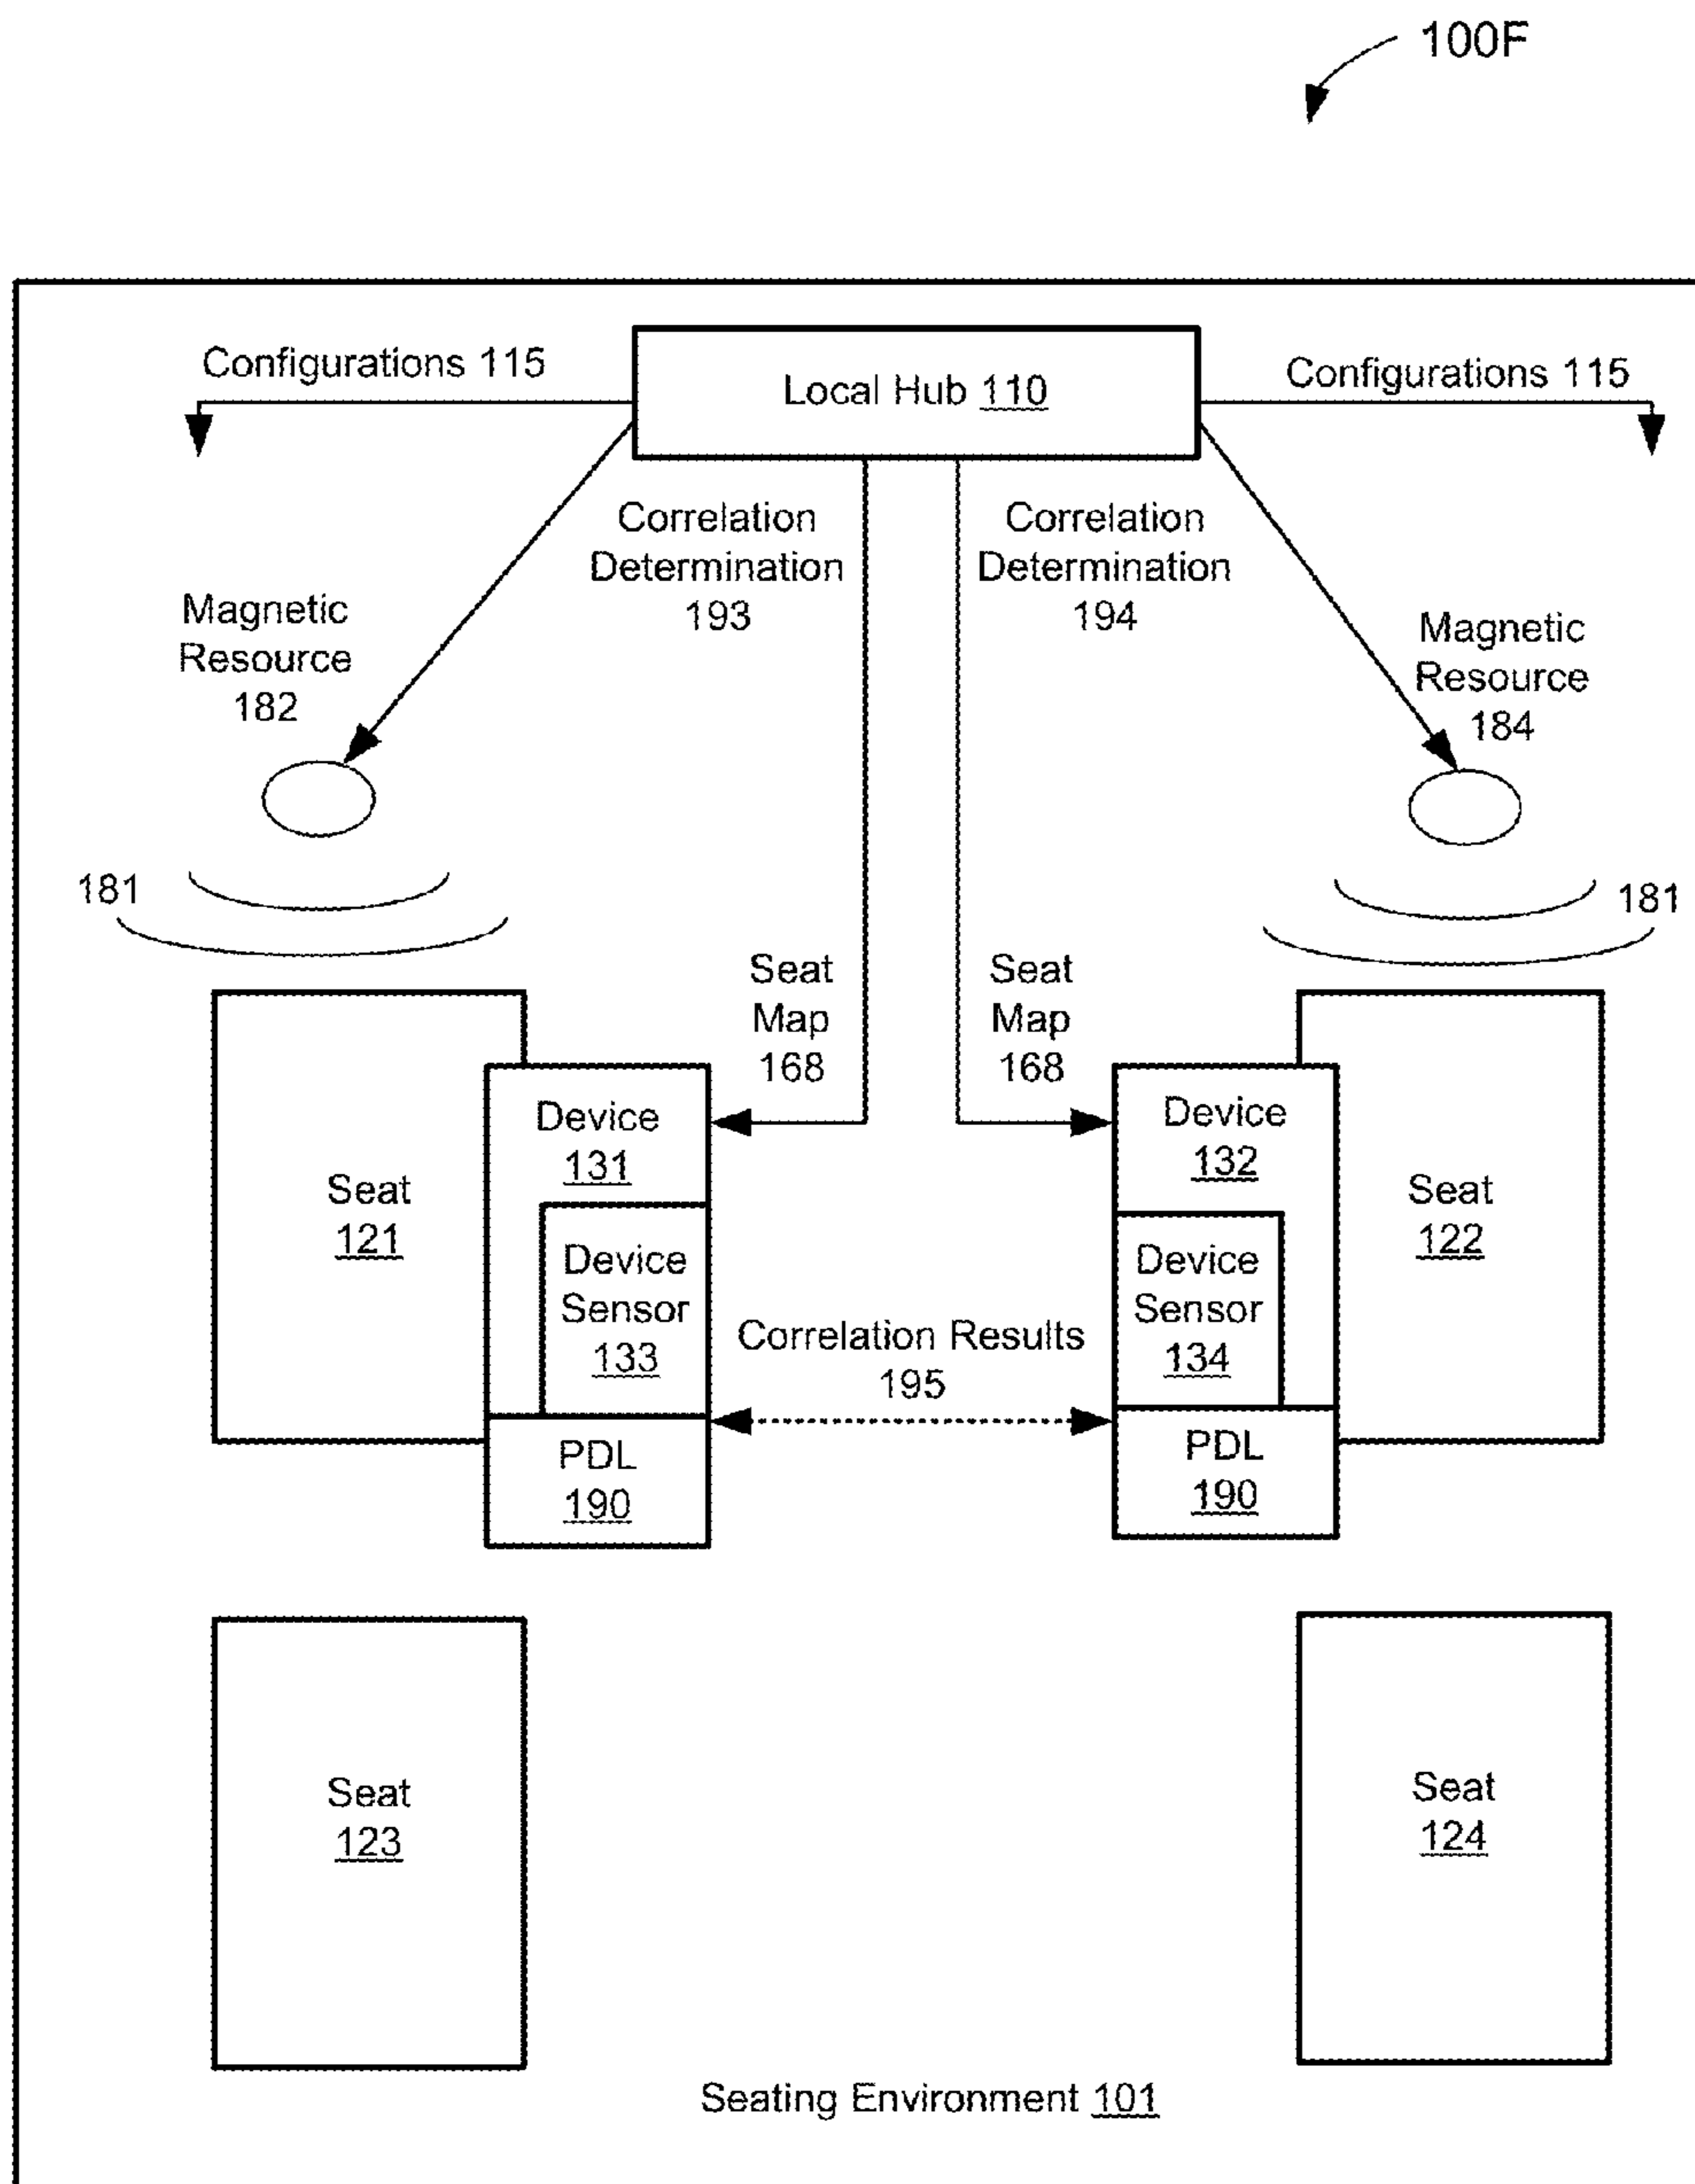 100F
Configurations 115
Local Hub 110
Configurations 115
Correlation
Determination
193
Correlation
Determination
194
Magnetic
Resource
182
Magnetic
Resource
184
181
181
Seat
Map
168
Seat
Map
168
Device
131
Device
132
Seat
121
Seat
122
Device
Sensor
133
Device
Sensor
134
Correlation Results
195
PDL
190
PDL
190
Seat
123
Seat
124
Seating Environment 101